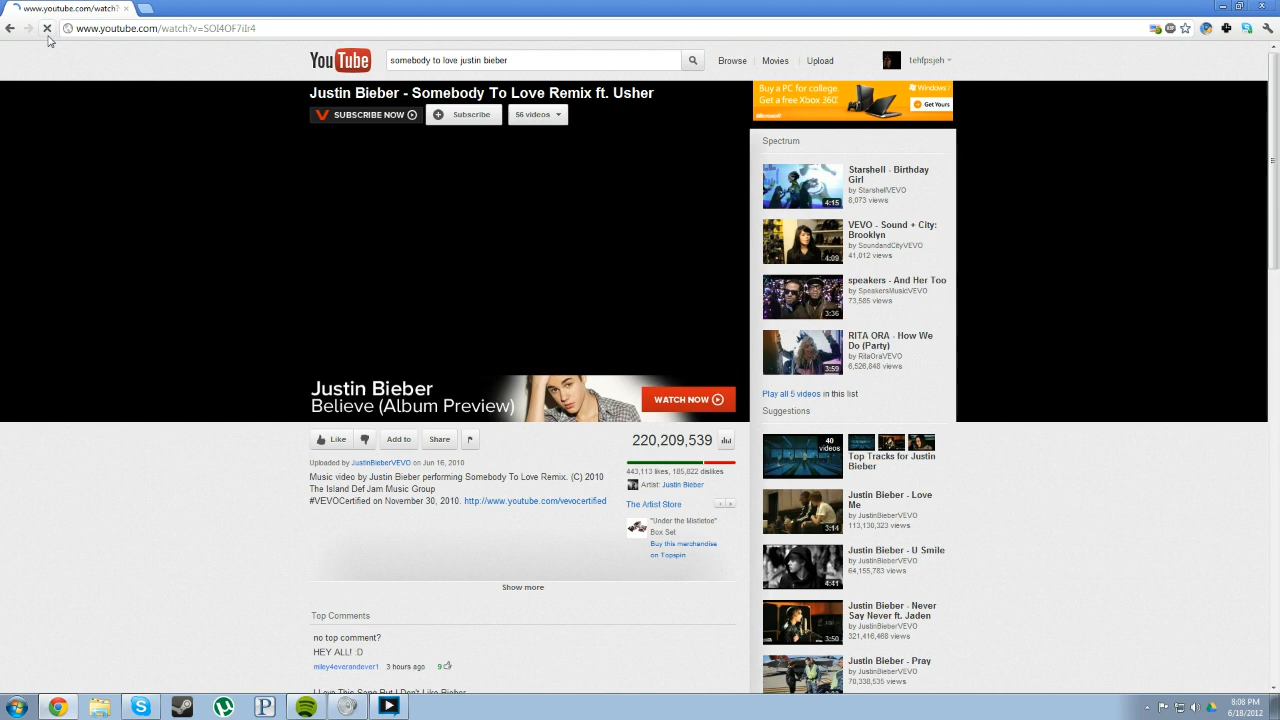 www.youtube.com/watch?
www.youtube.com/watch?v=SOI4OF7iIr4
YouTube
somebody to love justin bieber
Browse
Movies
Upload
tehfpsjeh
Justin Bieber - Somebody To Love Remix ft. Usher
SUBSCRIBE NOW
Subscribe
56 videos
Buy a PC for college.
Get a free Xbox 360.
Windows
Get Yours
Microsoft
Spectrum
Starshell - Birthday
Girl
by StarshellVEVO
8,073 views
4:15
VEVO - Sound + City:
Brooklyn
by SoundandCityVEVO
41,012 views
4:09
speakers - And Her Too
by SpeakersMusicVEVO
73,585 views
3:36
RITA ORA - How We
Do (Party)
by RitaOraVEVO
6,526,848 views
3:59
Play all 5 videos in this list
Suggestions
40
videos
Top Tracks for Justin
Bieber
Justin Bieber - Love
Me
by JustinBieberVEVO
113,130,323 views
3:14
Justin Bieber - U Smile
by JustinBieberVEVO
64,155,783 views
4:41
Justin Bieber - Never
Say Never ft. Jaden
by JustinBieberVEVO
321,416,468 views
3:50
Justin Bieber - Pray
by JustinBieberVEVO
70,338,535 views
Justin Bieber
Believe (Album Preview)
WATCH NOW
Like
Add to
Share
220,209,539
Uploaded by JustinBieberVEVO on Jun 16, 2010
Music video by Justin Bieber performing Somebody To Love Remix. (C) 2010
The Island Def Jam Music Group
#VEVOCertified on November 30, 2010. http://www.youtube.com/vevocertified
443,113 likes, 185,822 dislikes
Artist: Justin Bieber
The Artist Store
"Under the Mistletoe"
Box Set
Buy this merchandise
on Topspin
Show more
Top Comments
no top comment?
HEY ALL! :D
miley4everandever1 3 hours ago 9
I Love This Song But I Don't Like Bieber
8:08 PM
6/18/2012